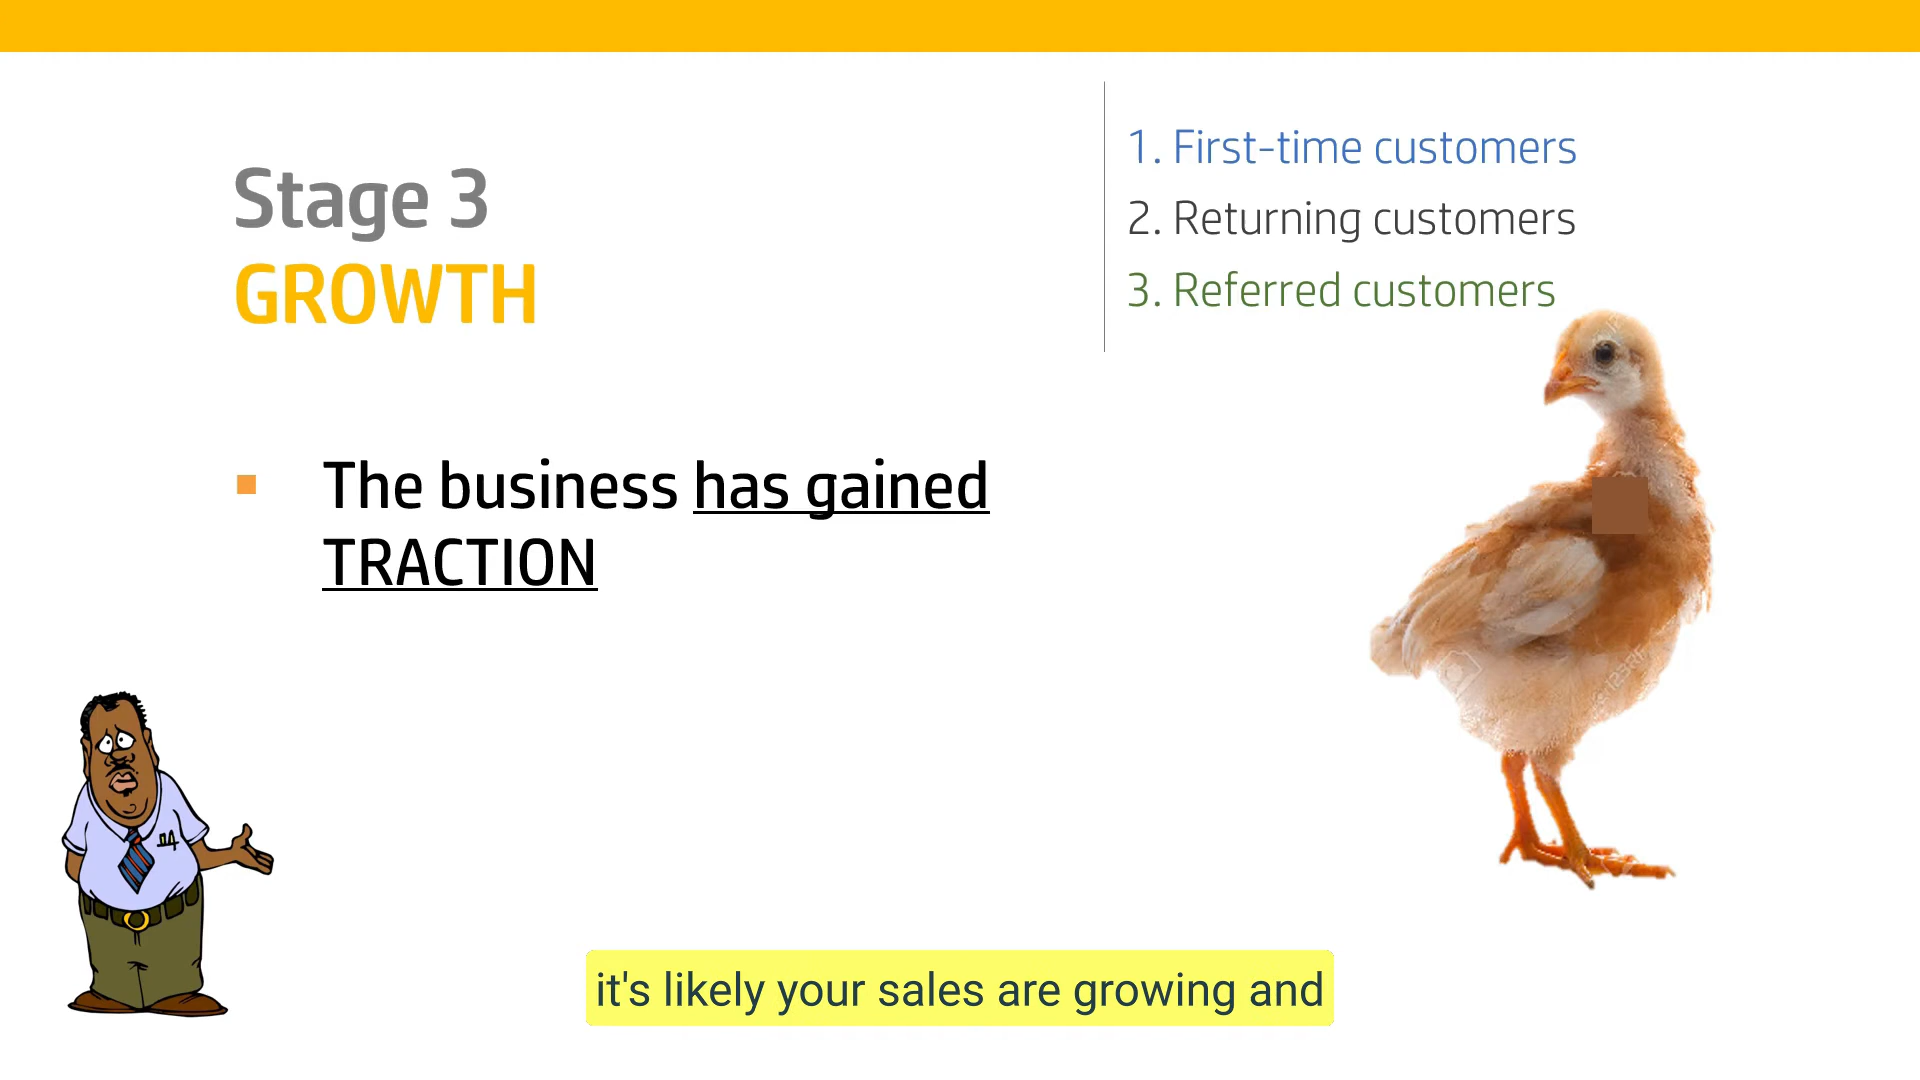 Stage 3
GROWTH
1. First-time customers
2. Returning customers
3. Referred customers
The business has gained
TRACTION
it's likely your sales are growing and